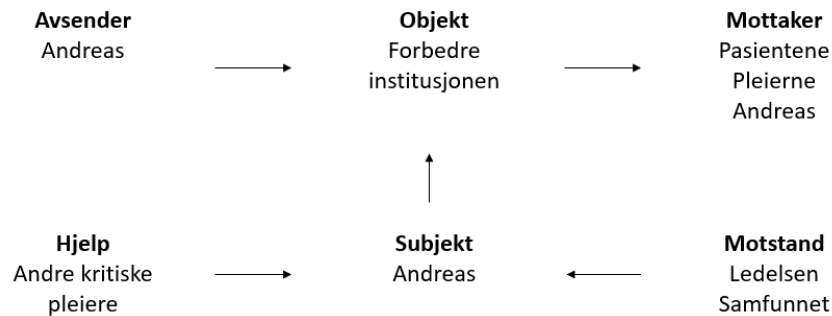 Avsender
Andreas
Objekt
Forbedre
institusjonen
Mottaker
Pasientene
Pleierne
Andreas
Hjelp
Andre kritiske
pleiere
Subjekt
Andreas
Motstand
Ledelsen
Samfunnet